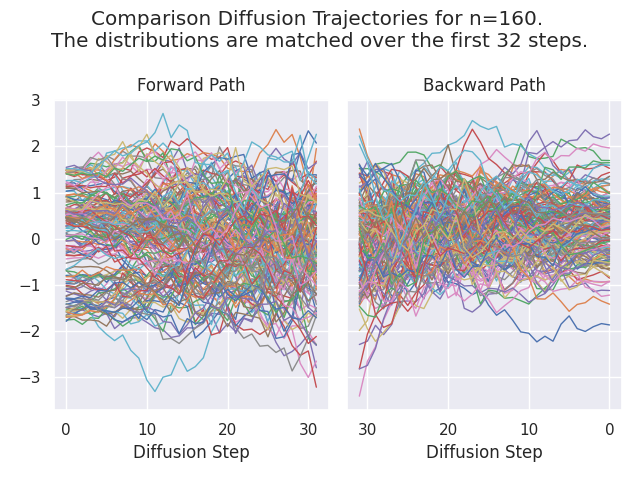 Comparison Diffusion Trajectories for n=160.
The distributions are matched over the first 32 steps.
Forward Path
Backward Path
3
2
1
0
−1
−2
−3
0 10 20 30
30 20 10 0
Diffusion Step
Diffusion Step